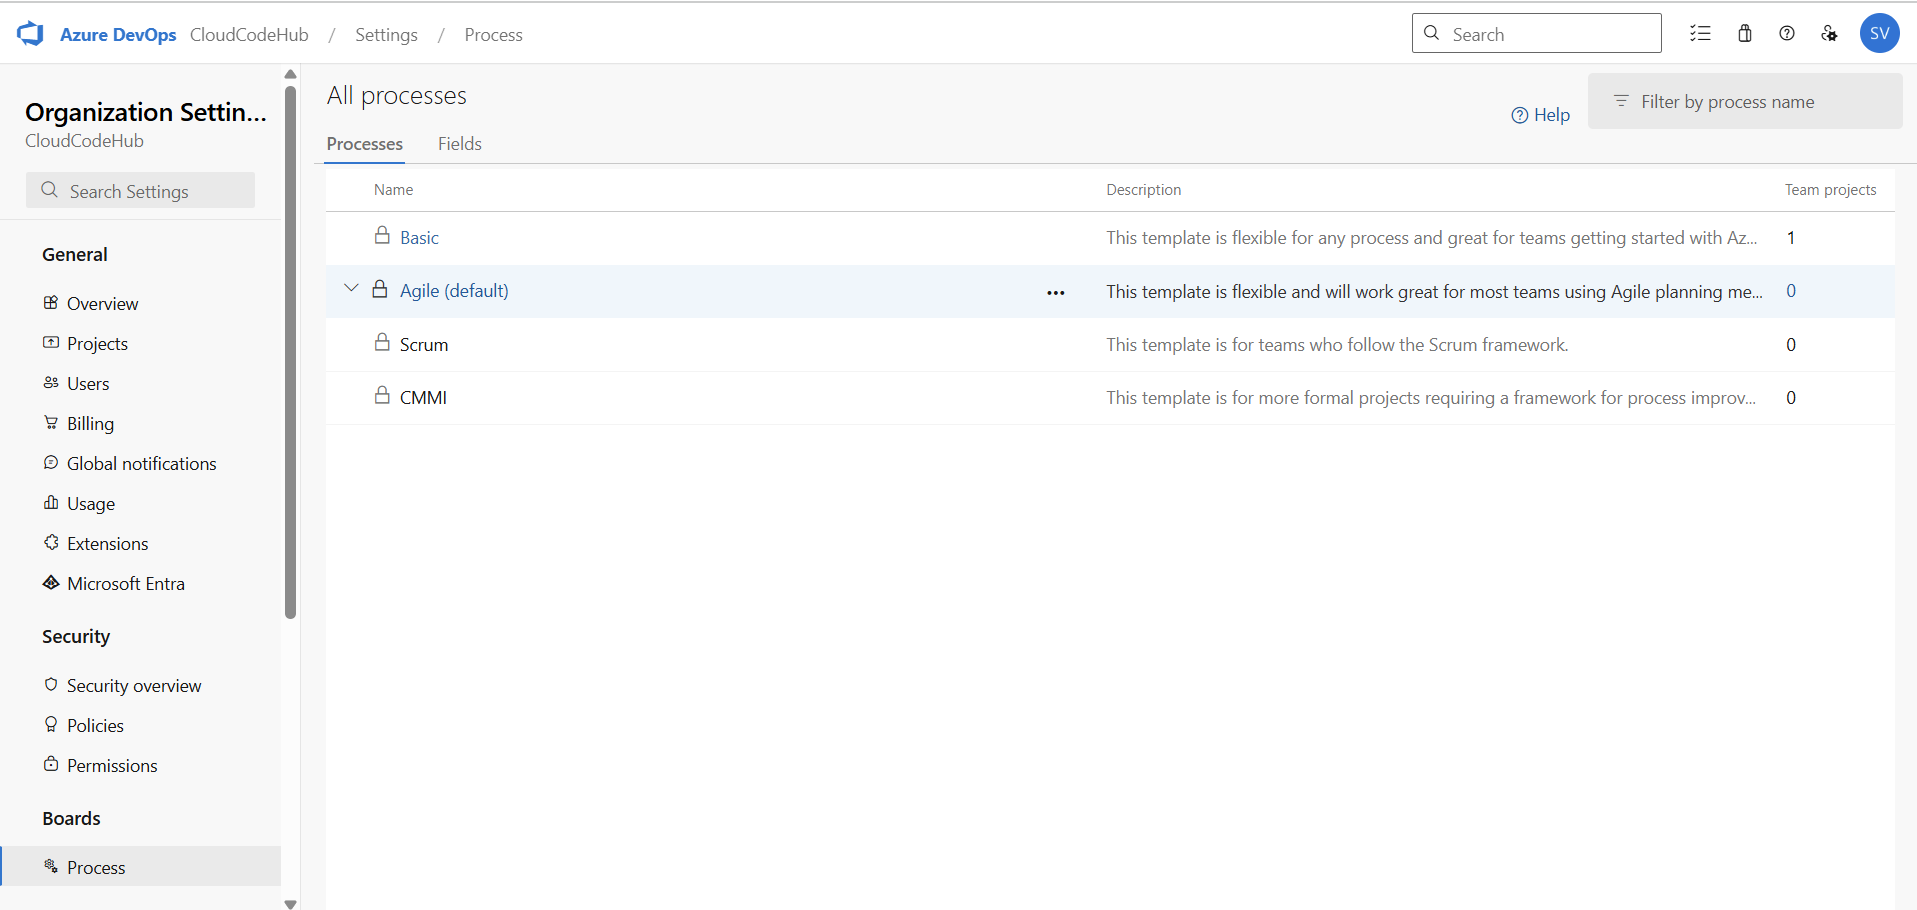 Azure DevOps CloudCodeHub / Settings / Process
Search
SV
Organization Settin...
CloudCodeHub
Search Settings
General
Overview
Projects
Users
Billing
Global notifications
Usage
Extensions
Microsoft Entra
Security
Security overview
Policies
Permissions
Boards
Process
All processes
Help
Filter by process name
Processes Fields
Name Description Team projects
Basic This template is flexible for any process and great for teams getting started with Az... 1
Agile (default) ... This template is flexible and will work great for most teams using Agile planning me... 0
Scrum This template is for teams who follow the Scrum framework. 0
CMMI This template is for more formal projects requiring a framework for process improv... 0